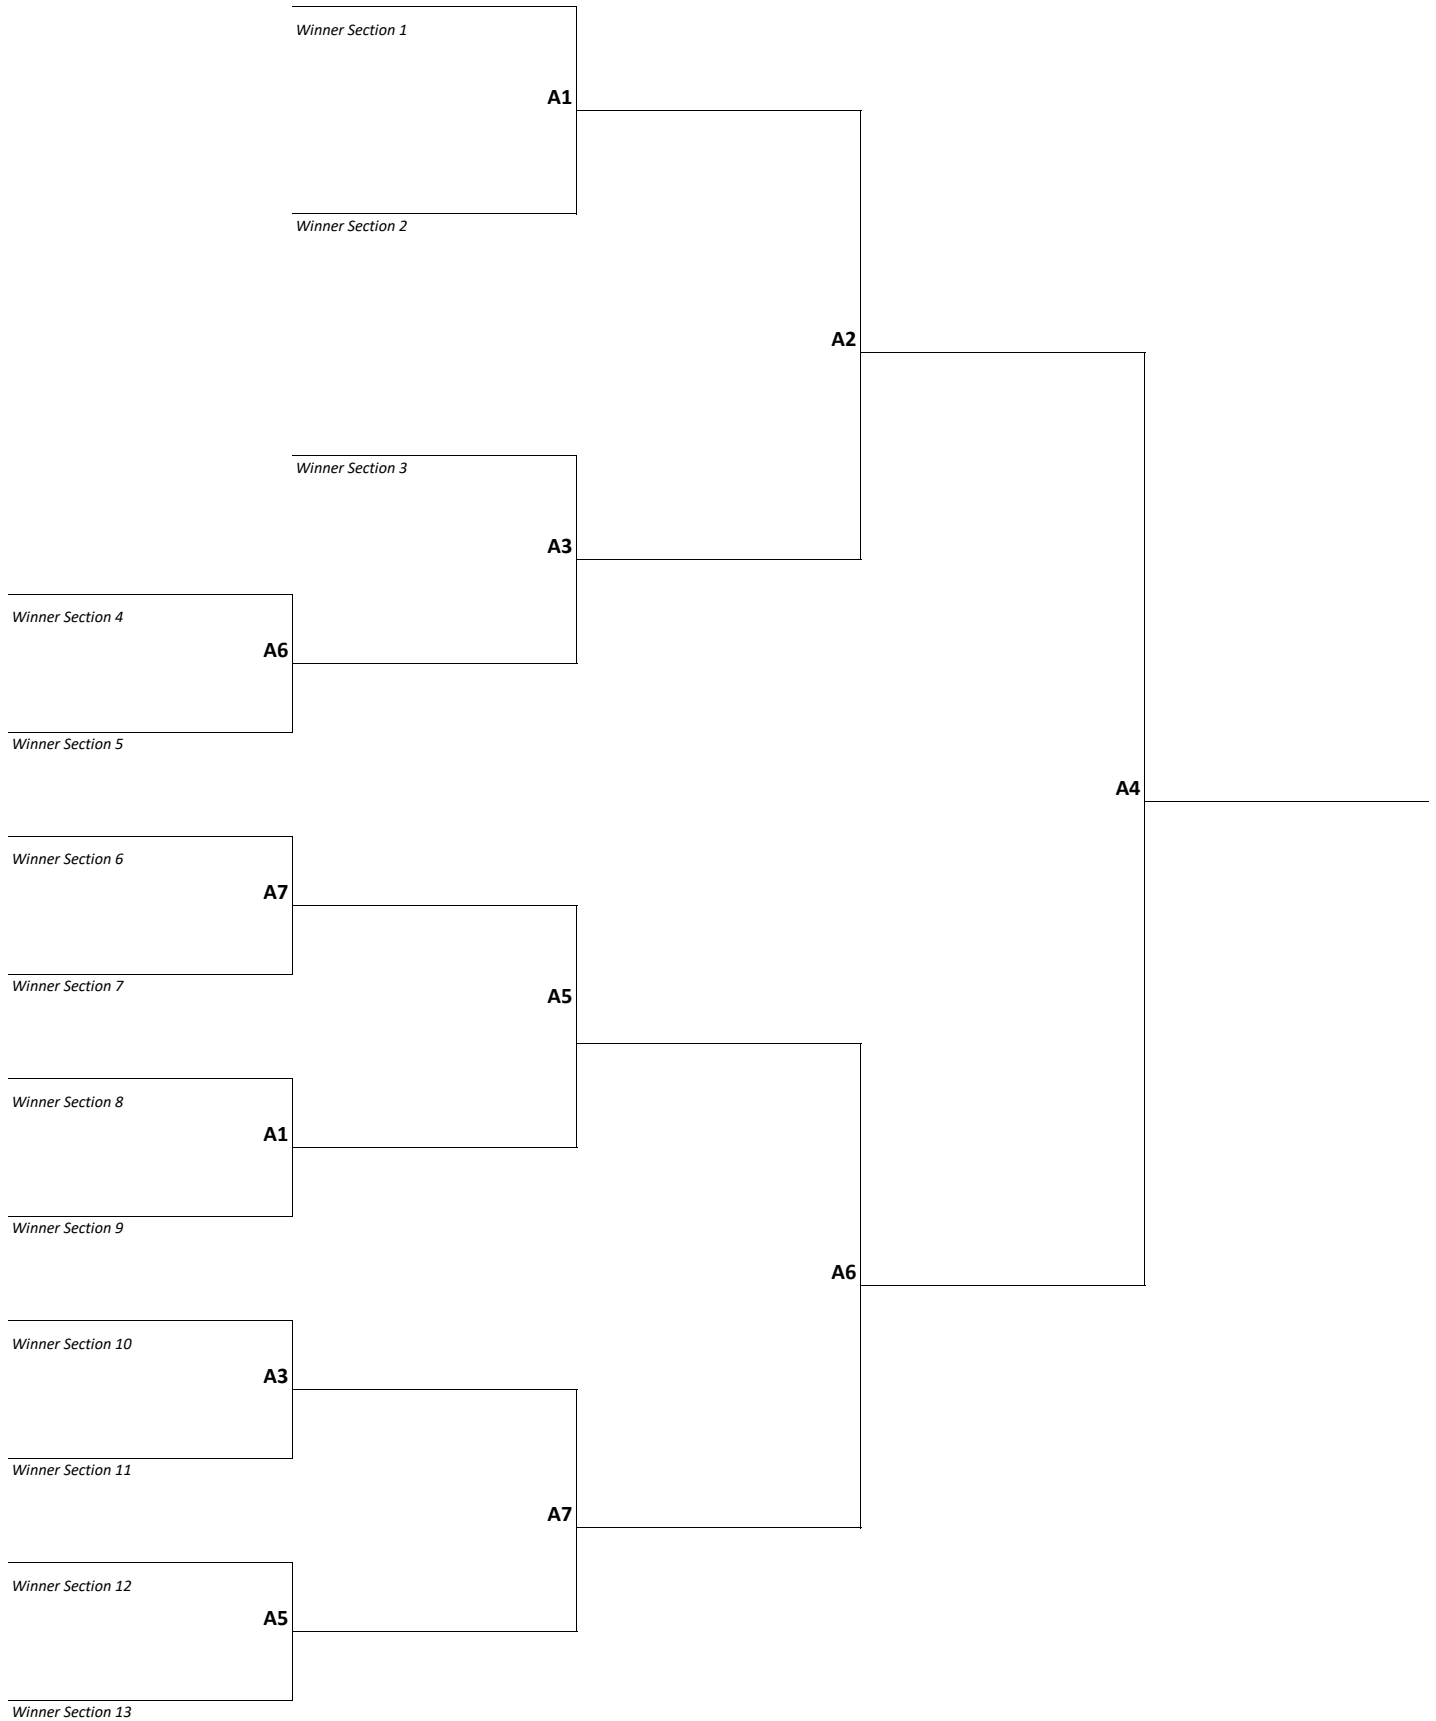 Winner Section 1
A1
Winner Section 2
A2
Winner Section 3
A3
Winner Section 4
A6
Winner Section 5
A4
Winner Section 6
A7
Winner Section 7
A5
Winner Section 8
A1
Winner Section 9
A6
Winner Section 10
A3
Winner Section 11
A7
Winner Section 12
A5
Winner Section 13